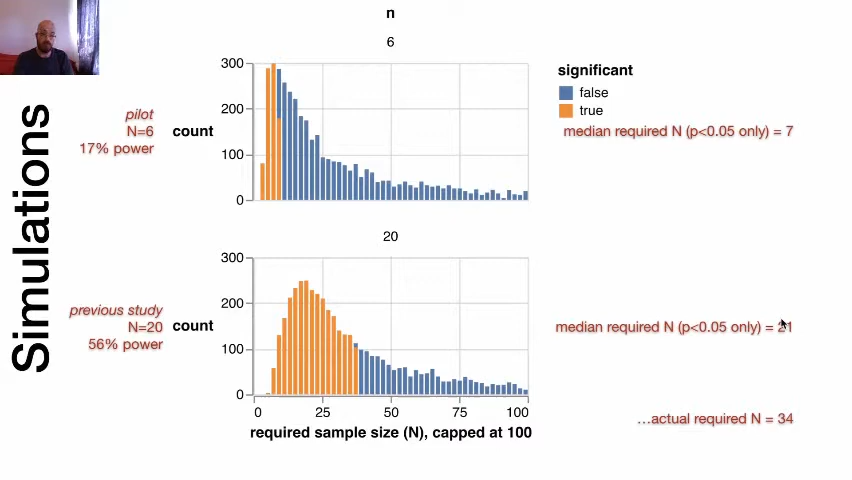 Simulations
n
6
pilot
N=6
17% power
count
300
200
100
0
significant
false
true
median required N (p<0.05 only) = 7
20
previous study
N=20
56% power
count
300
200
100
0
0
25
50
75
100
required sample size (N), capped at 100
median required N (p<0.05 only) = 21
…actual required N = 34